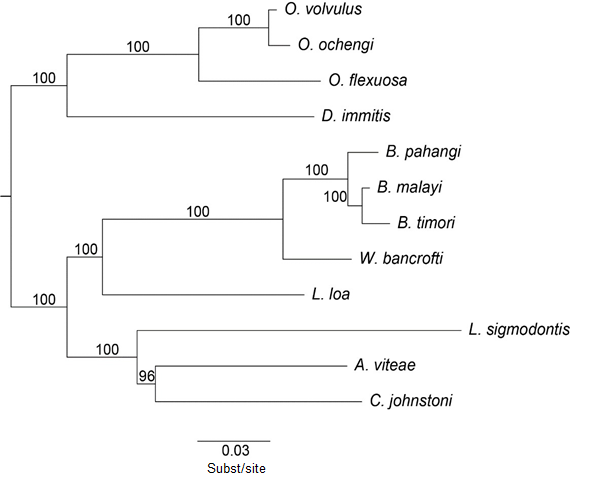 O. volvulus
100
O. ochengi
100
O. flexuosa
100
D. immitis
B. pahangi
100
B. malayi
100
B. timori
100
W. bancrofti
100
L. loa
100
L. sigmodontis
100
A. viteae
96
C. johnstoni
0.03
Subst/site